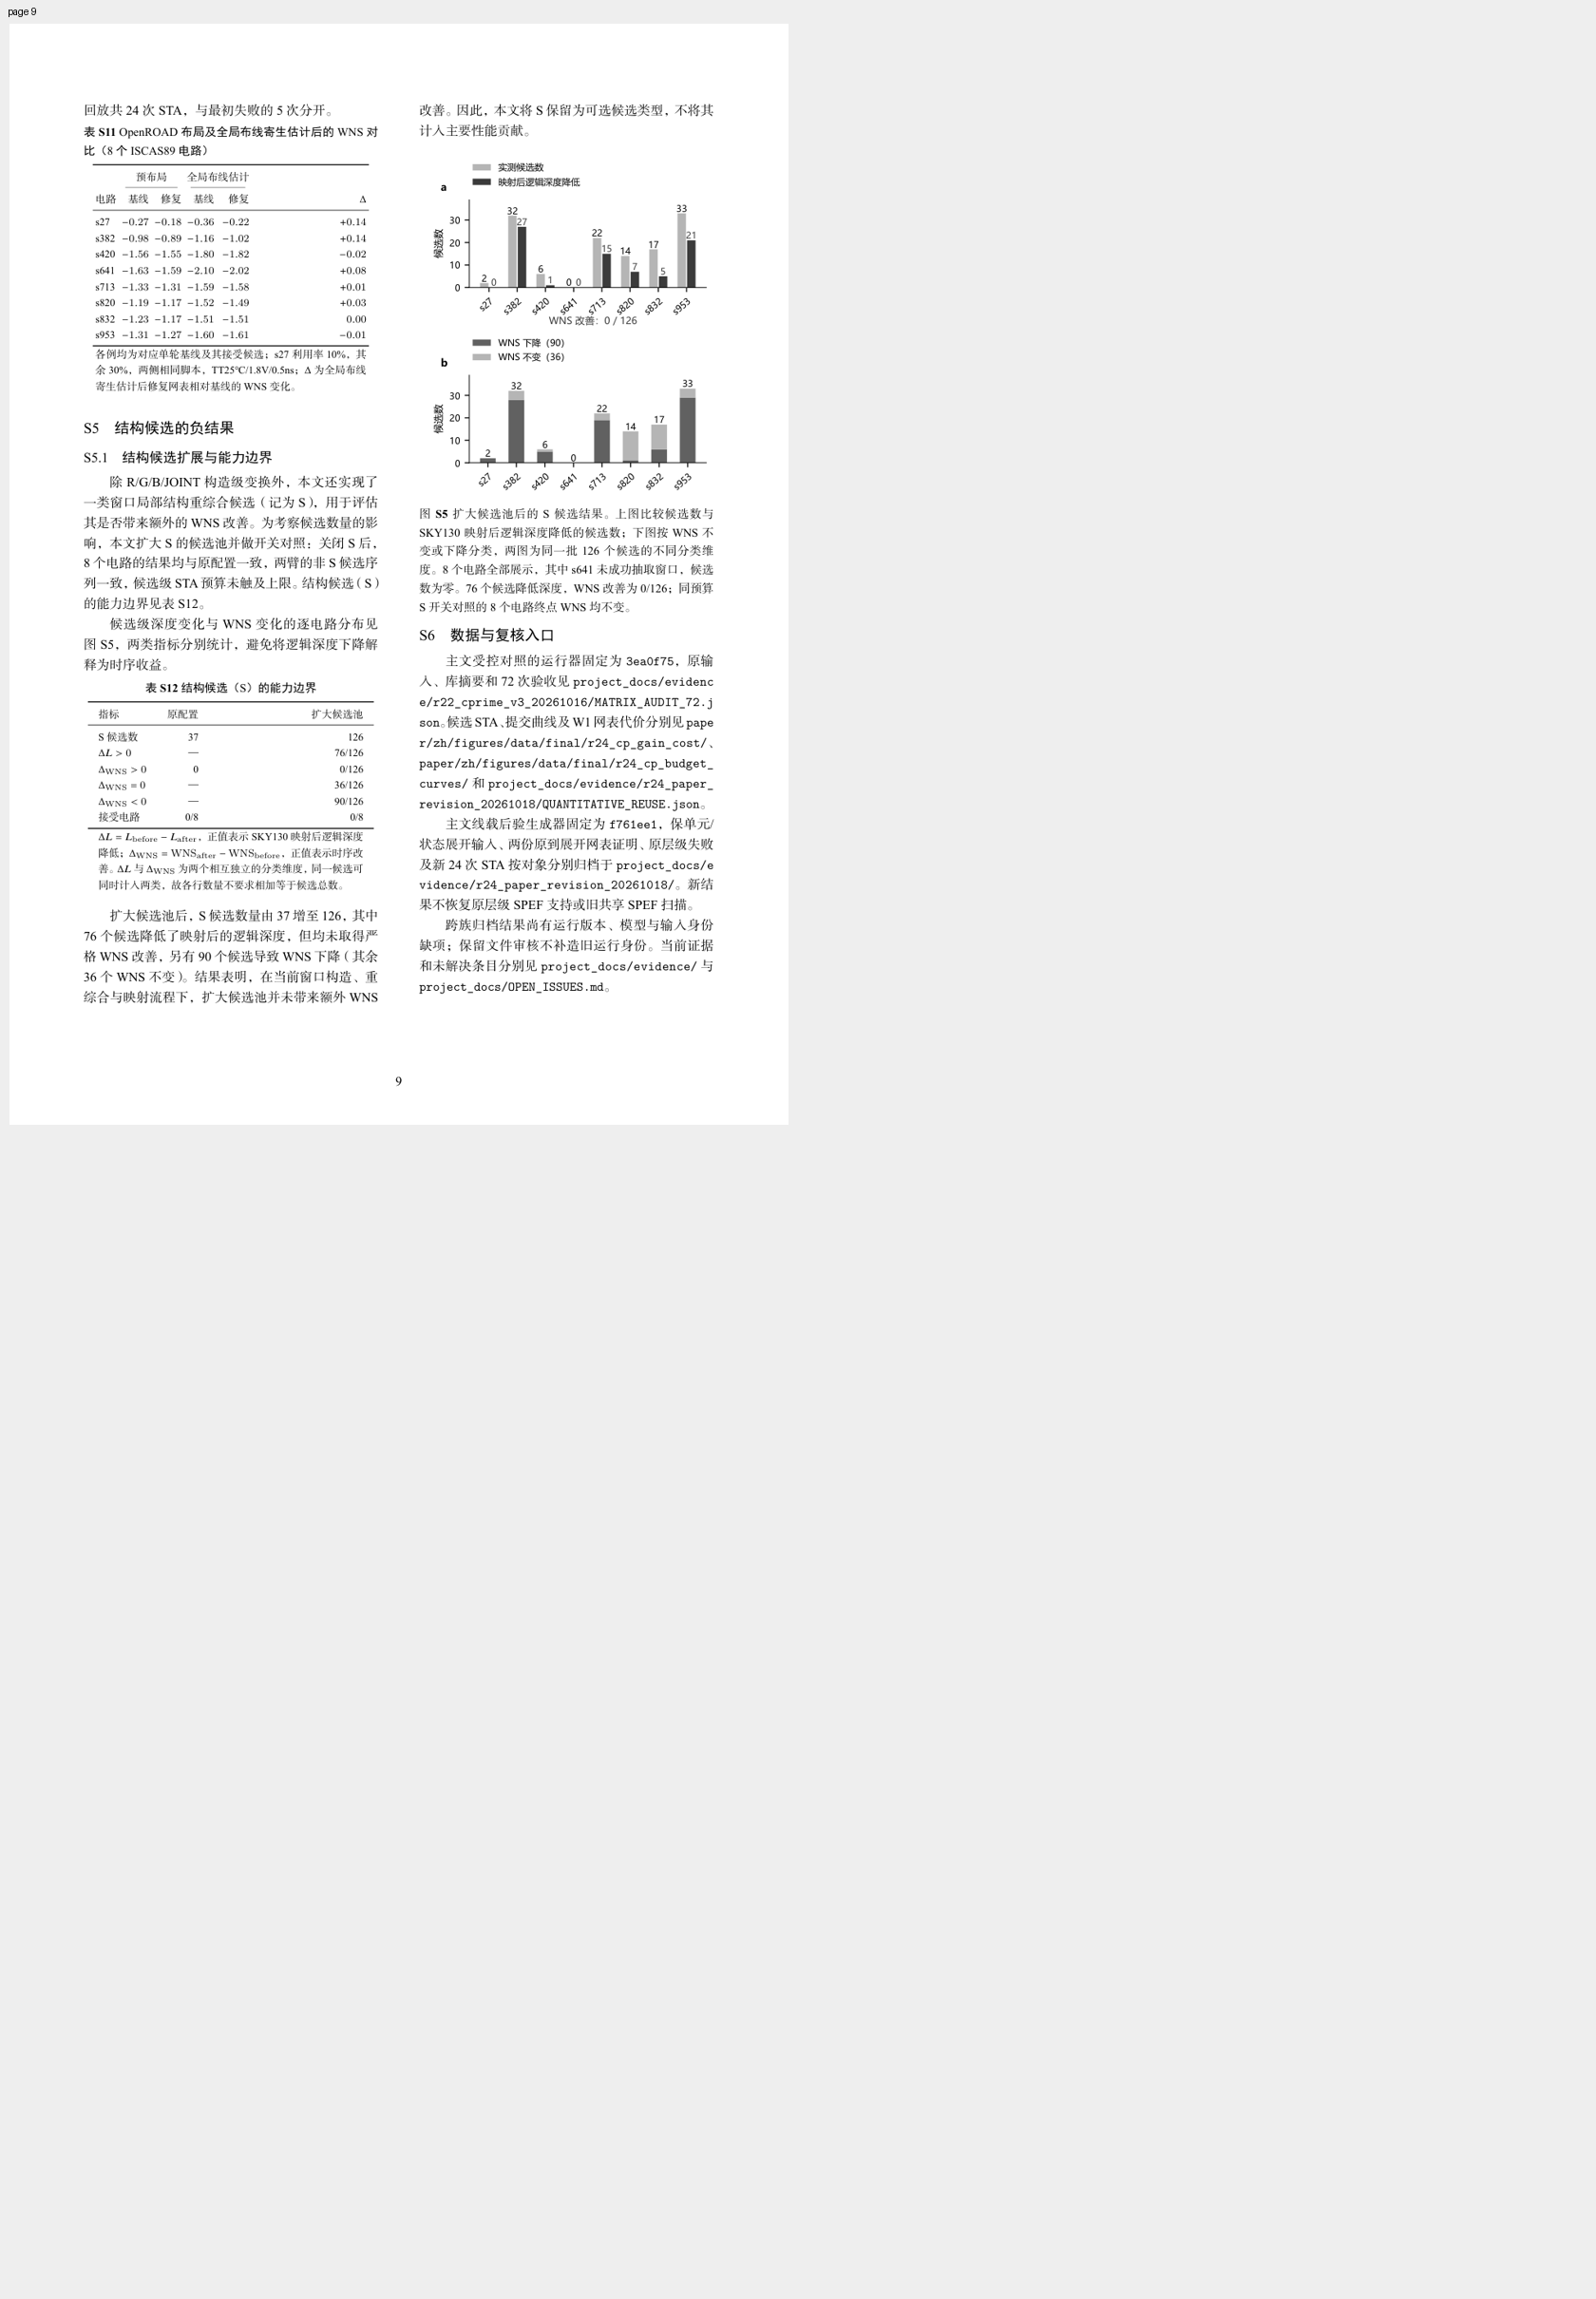 page 9
回放共 24 次 STA，与最初失败的 5 次分开。
表 S11 OpenROAD 布局及全局布线寄生估计后的 WNS 对
比（8 个 ISCAS89 电路）
预布局 全局布线估计
电路 基线 修复 基线 修复 Δ
s27 −0.27 −0.18 −0.36 −0.22 +0.14
s382 −0.98 −0.89 −1.16 −1.02 +0.14
s420 −1.56 −1.55 −1.80 −1.82 −0.02
s641 −1.63 −1.59 −2.10 −2.02 +0.08
s713 −1.33 −1.31 −1.59 −1.58 +0.01
s820 −1.19 −1.17 −1.52 −1.49 +0.03
s832 −1.23 −1.17 −1.51 −1.51 0.00
s953 −1.31 −1.27 −1.60 −1.61 −0.01
各例均为对应单轮基线及其接受候选；s27 利用率 10%，其
余 30%，两侧相同脚本，TT25℃/1.8V/0.5ns；Δ 为全局布线
寄生估计后修复网表相对基线的 WNS 变化。
S5 结构候选的负结果
S5.1 结构候选扩展与能力边界
除 R/G/B/JOINT 构造级变换外，本文还实现了
一类窗口局部结构重综合候选（记为 S），用于评估
其是否带来额外的 WNS 改善。为考察候选数量的影
响，本文扩大 S 的候选池并做开关对照：关闭 S 后，
8 个电路的结果均与原配置一致，两臂的非 S 候选序
列一致，候选级 STA 预算未触及上限。结构候选（S）
的能力边界见表 S12。
候选级深度变化与 WNS 变化的逐电路分布见
图 S5，两类指标分别统计，避免将逻辑深度下降解
释为时序收益。
表 S12 结构候选（S）的能力边界
指标 原配置 扩大候选池
S 候选数 37 126
ΔL > 0 — 76/126
ΔWNS > 0 0 0/126
ΔWNS = 0 — 36/126
ΔWNS < 0 — 90/126
接受电路 0/8 0/8
ΔL = Lbefore − Lafter，正值表示 SKY130 映射后逻辑深度
降低；ΔWNS = WNSafter − WNSbefore，正值表示时序改
善。ΔL 与 ΔWNS 为两个相互独立的分类维度，同一候选可
同时计入两类，故各行数量不要求相加等于候选总数。
扩大候选池后，S 候选数量由 37 增至 126，其中
76 个候选降低了映射后的逻辑深度，但均未取得严
格 WNS 改善，另有 90 个候选导致 WNS 下降（其余
36 个 WNS 不变）。结果表明，在当前窗口构造、重
综合与映射流程下，扩大候选池并未带来额外 WNS
改善。因此，本文将 S 保留为可选候选类型，不将其
计入主要性能贡献。
实测候选数
映射后逻辑深度降低
a
候选数
30
20
10
0
2 0 32 27 6 1 0 0 22 15 14 7 17 5 33 21
s27 s382 s420 s641 s713 s820 s832 s953
WNS 改善：0 / 126
WNS 下降 (90)
WNS 不变 (36)
b
候选数
30
20
10
0
2 32 6 0 22 14 17 33
s27 s382 s420 s641 s713 s820 s832 s953
图 S5 扩大候选池后的 S 候选结果。上图比较候选数与
SKY130 映射后逻辑深度降低的候选数；下图按 WNS 不
变或下降分类，两图为同一批 126 个候选的不同分类维
度。8 个电路全部展示，其中 s641 未成功抽取窗口，候选
数为零。76 个候选降低深度，WNS 改善为 0/126；同预算
S 开关对照的 8 个电路终点 WNS 均不变。
S6 数据与复核入口
主文受控对照的运行器固定为 3ea0f75，原输
入、库摘要和 72 次验收见 project_docs/evidenc
e/r22_cprime_v3_20261016/MATRIX_AUDIT_72.j
son。候选 STA、提交曲线及 W1 网表代价分别见 pape
r/zh/figures/data/final/r24_cp_gain_cost/、
paper/zh/figures/data/final/r24_cp_budget_
curves/ 和 project_docs/evidence/r24_paper_
revision_20261018/QUANTITATIVE_REUSE.json。
主文线载后验生成器固定为 f761ee1，保单元/
状态展开输入、两份原到展开网表证明、原层级失败
及新 24 次 STA 按对象分别归档于 project_docs/e
vidence/r24_paper_revision_20261018/。新结
果不恢复原层级 SPEF 支持或旧共享 SPEF 扫描。
跨族归档结果尚有运行版本、模型与输入身份
缺项；保留文件审核不补造旧运行身份。当前证据
和未解决条目分别见 project_docs/evidence/ 与
project_docs/OPEN_ISSUES.md。
9